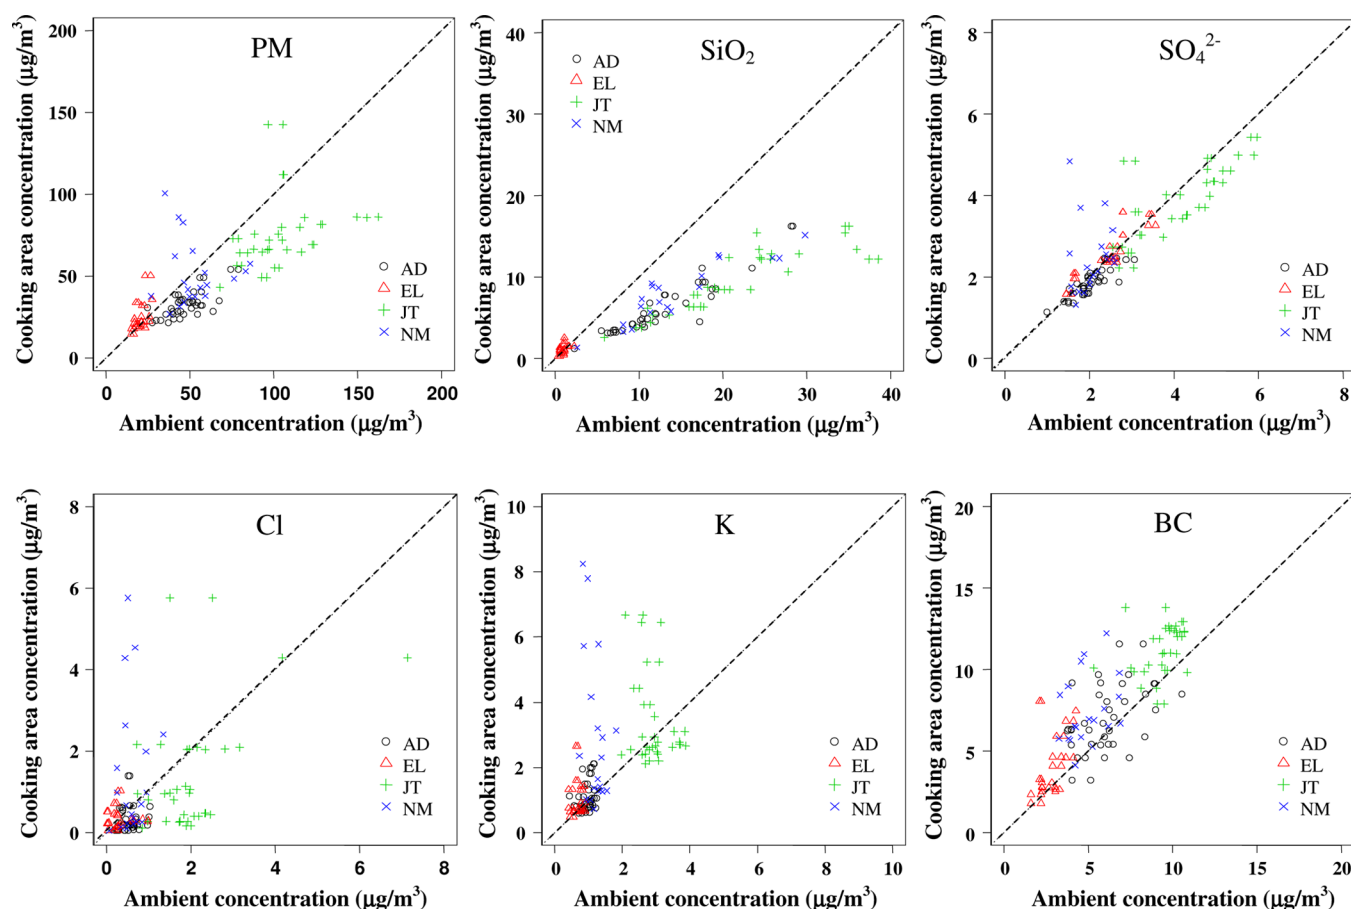 PM
Cooking area concentration (μg/m³)
200
150
100
50
0
AD
EL
JT
NM
0 50 100 150 200
Ambient concentration (μg/m³)
SiO₂
Cooking area concentration (μg/m³)
40
30
20
10
0
AD
EL
JT
NM
0 10 20 30 40
Ambient concentration (μg/m³)
SO₄²⁻
Cooking area concentration (μg/m³)
8
6
4
2
0
AD
EL
JT
NM
0 2 4 6 8
Ambient concentration (μg/m³)
Cl
Cooking area concentration (μg/m³)
8
6
4
2
0
AD
EL
JT
NM
0 2 4 6 8
Ambient concentration (μg/m³)
K
Cooking area concentration (μg/m³)
10
8
6
4
2
0
AD
EL
JT
NM
0 2 4 6 8 10
Ambient concentration (μg/m³)
BC
Cooking area concentration (μg/m³)
20
15
10
5
0
AD
EL
JT
NM
0 5 10 15 20
Ambient concentration (μg/m³)